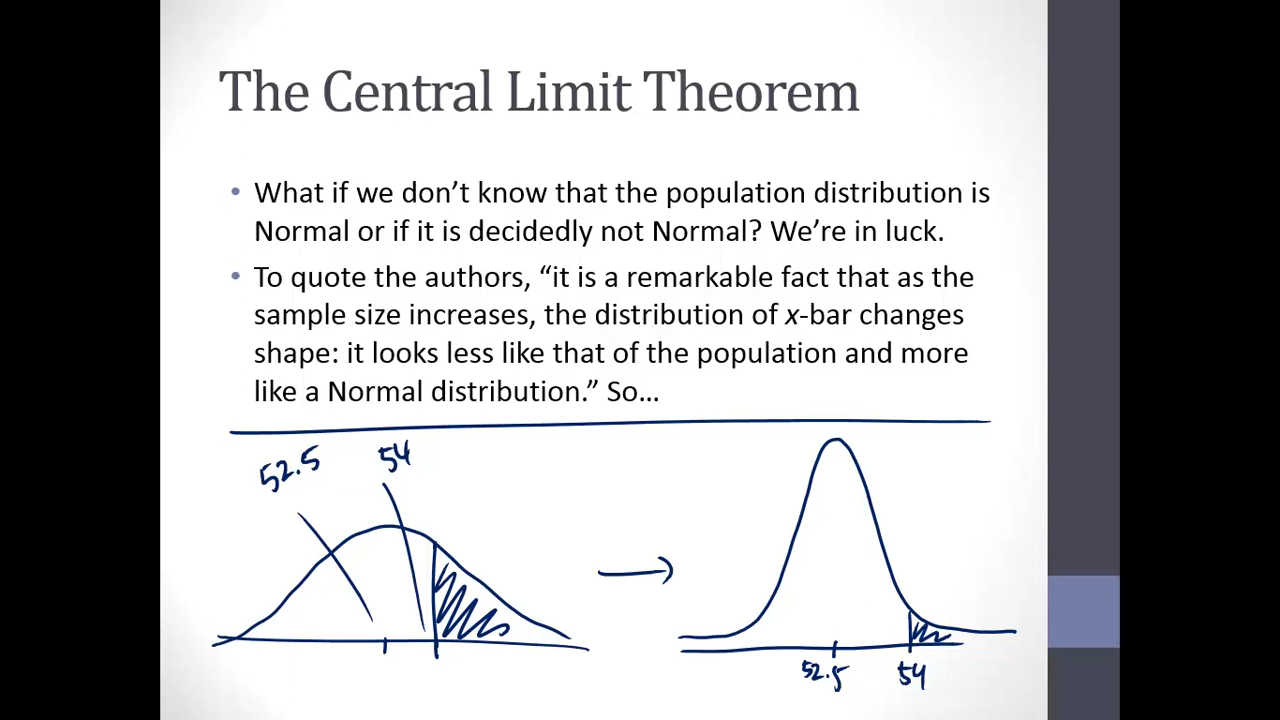 The Central Limit Theorem
• What if we don’t know that the population distribution is
Normal or if it is decidedly not Normal? We’re in luck.
• To quote the authors, “it is a remarkable fact that as the
sample size increases, the distribution of x-bar changes
shape: it looks less like that of the population and more
like a Normal distribution.” So…
52.5 54
52.5 54